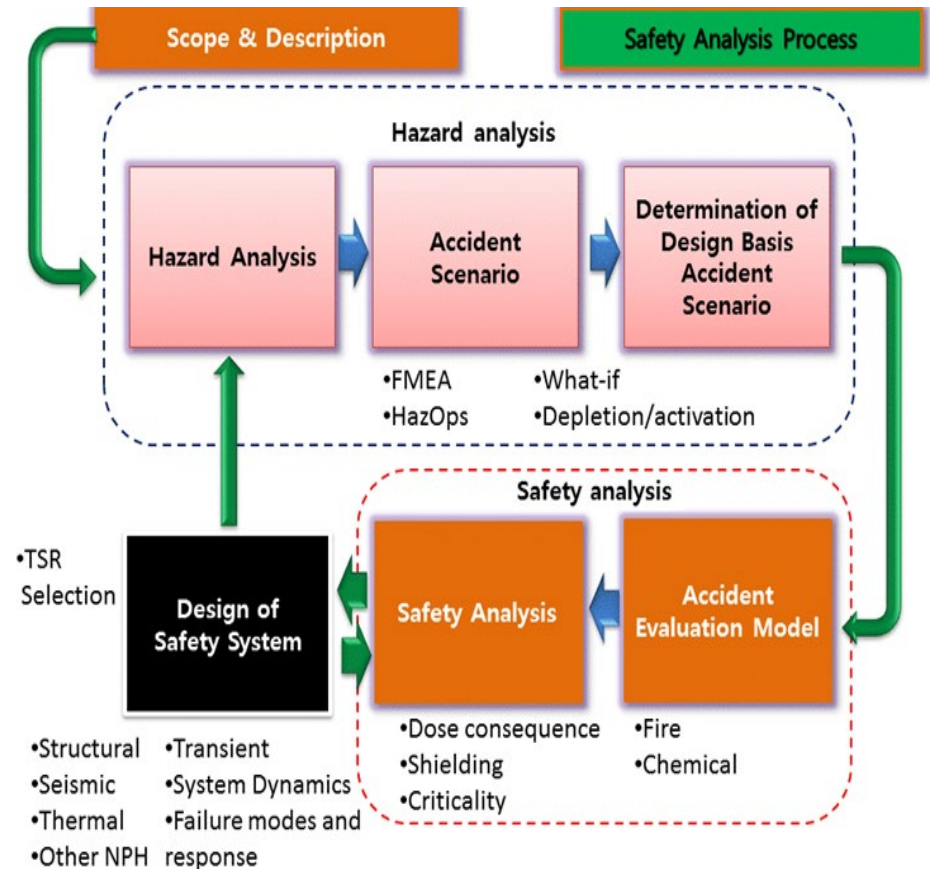 Scope & Description
Safety Analysis Process
Hazard analysis
Hazard Analysis
Accident
Scenario
Determination of
Design Basis
Accident
Scenario
•FMEA
•HazOps
•What-if
•Depletion/activation
Safety analysis
•TSR
Selection
Design of
Safety System
Safety Analysis
Accident
Evaluation Model
•Structural
•Seismic
•Thermal
•Other NPH
•Transient
•System Dynamics
•Failure modes and
response
•Dose consequence
•Shielding
•Criticality
•Fire
•Chemical